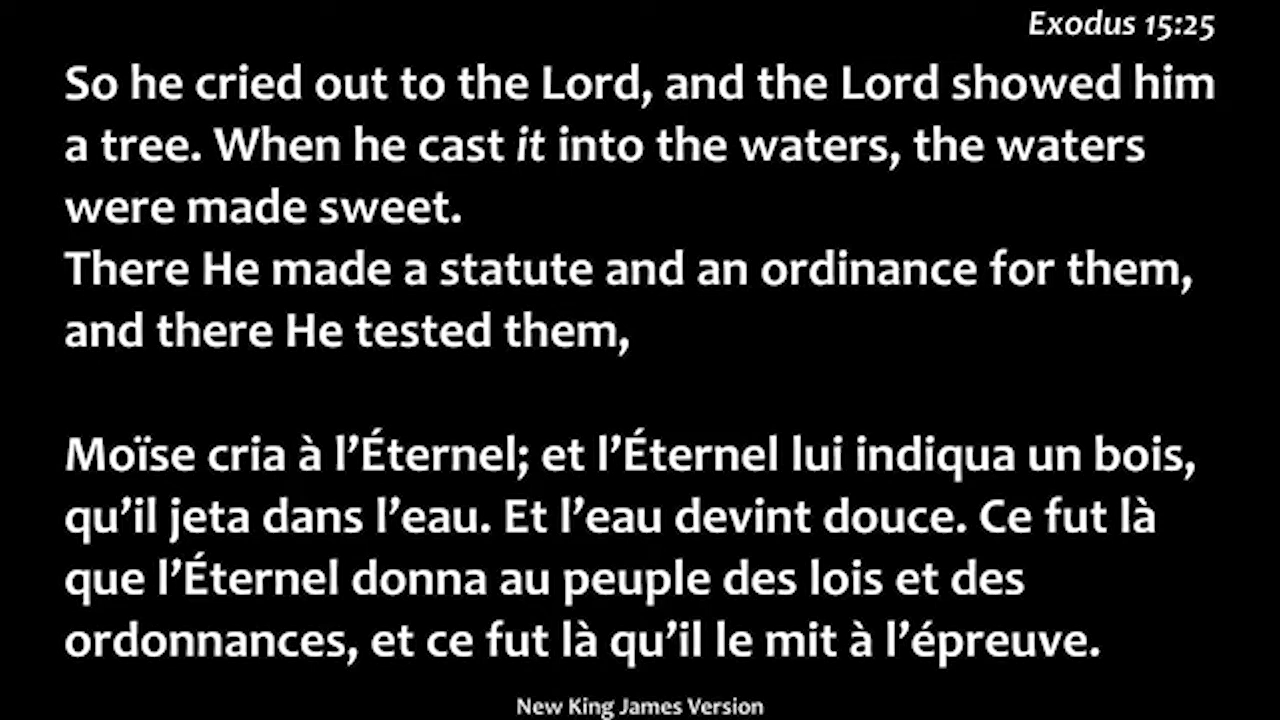 Exodus 15:25
So he cried out to the Lord, and the Lord showed him
a tree. When he cast it into the waters, the waters
were made sweet.
There He made a statute and an ordinance for them,
and there He tested them,
Moïse cria à l’Éternel; et l’Éternel lui indiqua un bois,
qu’il jeta dans l’eau. Et l’eau devint douce. Ce fut là
que l’Éternel donna au peuple des lois et des
ordonnances, et ce fut là qu’il le mit à l’épreuve.
New King James Version